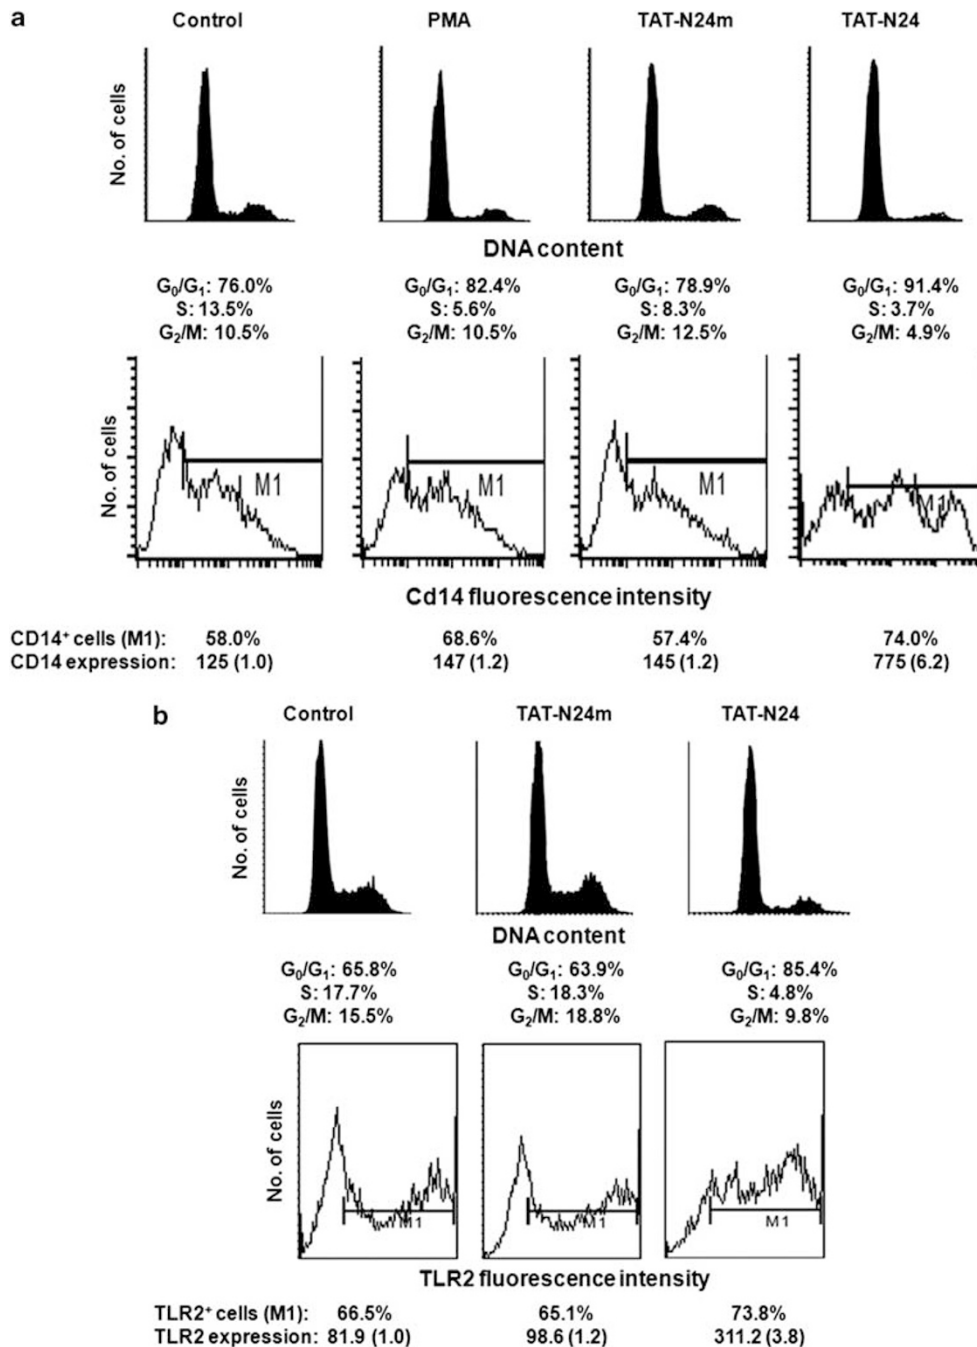 a
Control PMA TAT-N24m TAT-N24
No. of cells
DNA content
G₀/G₁: 76.0% G₀/G₁: 82.4% G₀/G₁: 78.9% G₀/G₁: 91.4%
S: 13.5% S: 5.6% S: 8.3% S: 3.7%
G₂/M: 10.5% G₂/M: 10.5% G₂/M: 12.5% G₂/M: 4.9%
No. of cells
M1 M1 M1 M1
Cd14 fluorescence intensity
CD14⁺ cells (M1): 58.0% 68.6% 57.4% 74.0%
CD14 expression: 125 (1.0) 147 (1.2) 145 (1.2) 775 (6.2)
b
Control TAT-N24m TAT-N24
No. of cells
DNA content
G₀/G₁: 65.8% G₀/G₁: 63.9% G₀/G₁: 85.4%
S: 17.7% S: 18.3% S: 4.8%
G₂/M: 15.5% G₂/M: 18.8% G₂/M: 9.8%
No. of cells
M1 M1 M1
TLR2 fluorescence intensity
TLR2⁺ cells (M1): 66.5% 65.1% 73.8%
TLR2 expression: 81.9 (1.0) 98.6 (1.2) 311.2 (3.8)